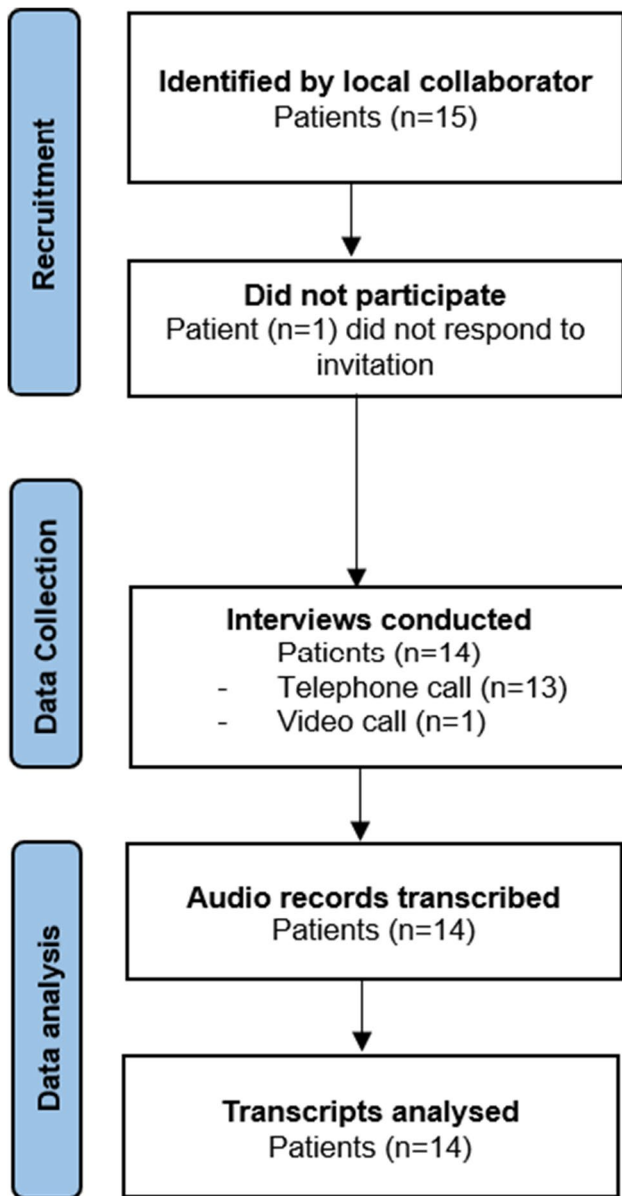 Recruitment
Identified by local collaborator
Patients (n=15)
Did not participate
Patient (n=1) did not respond to
invitation
Data Collection
Interviews conducted
Patients (n=14)
- Telephone call (n=13)
- Video call (n=1)
Data analysis
Audio records transcribed
Patients (n=14)
Transcripts analysed
Patients (n=14)